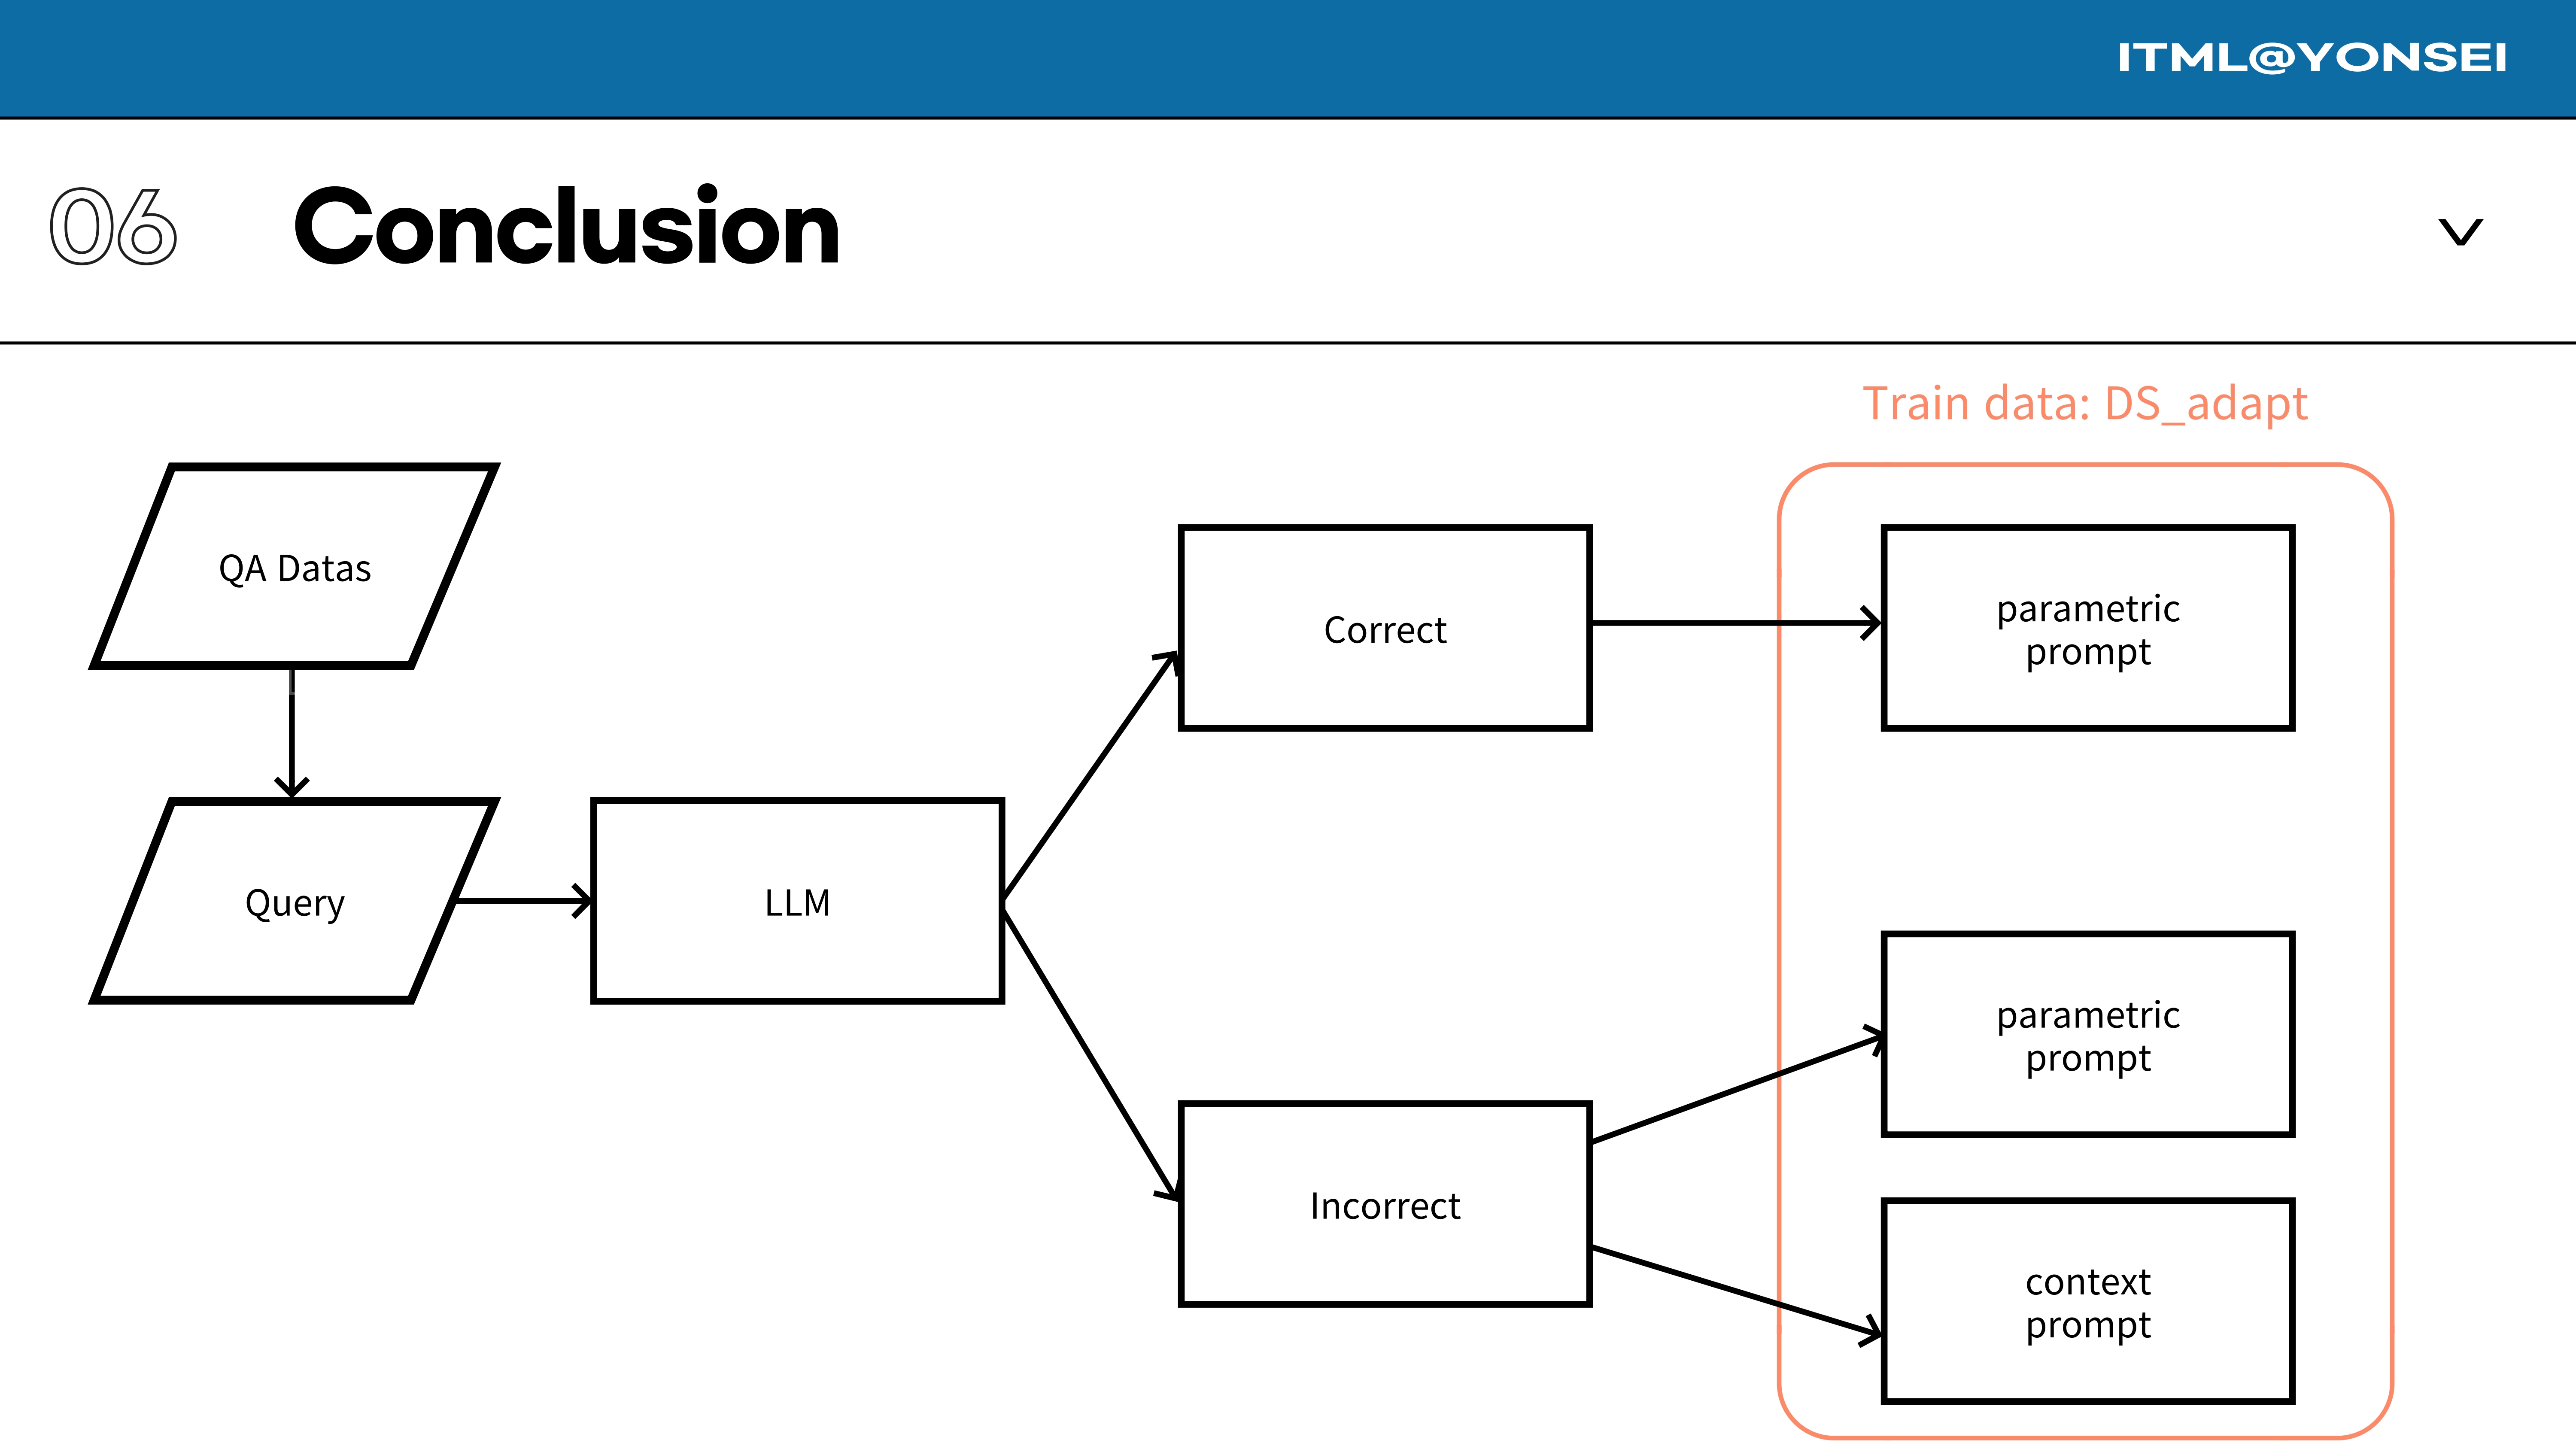 ITML@YONSEI
06
Conclusion
Train data: DS_adapt
QA Datas
Query
LLM
Correct
Incorrect
parametric
prompt
parametric
prompt
context
prompt